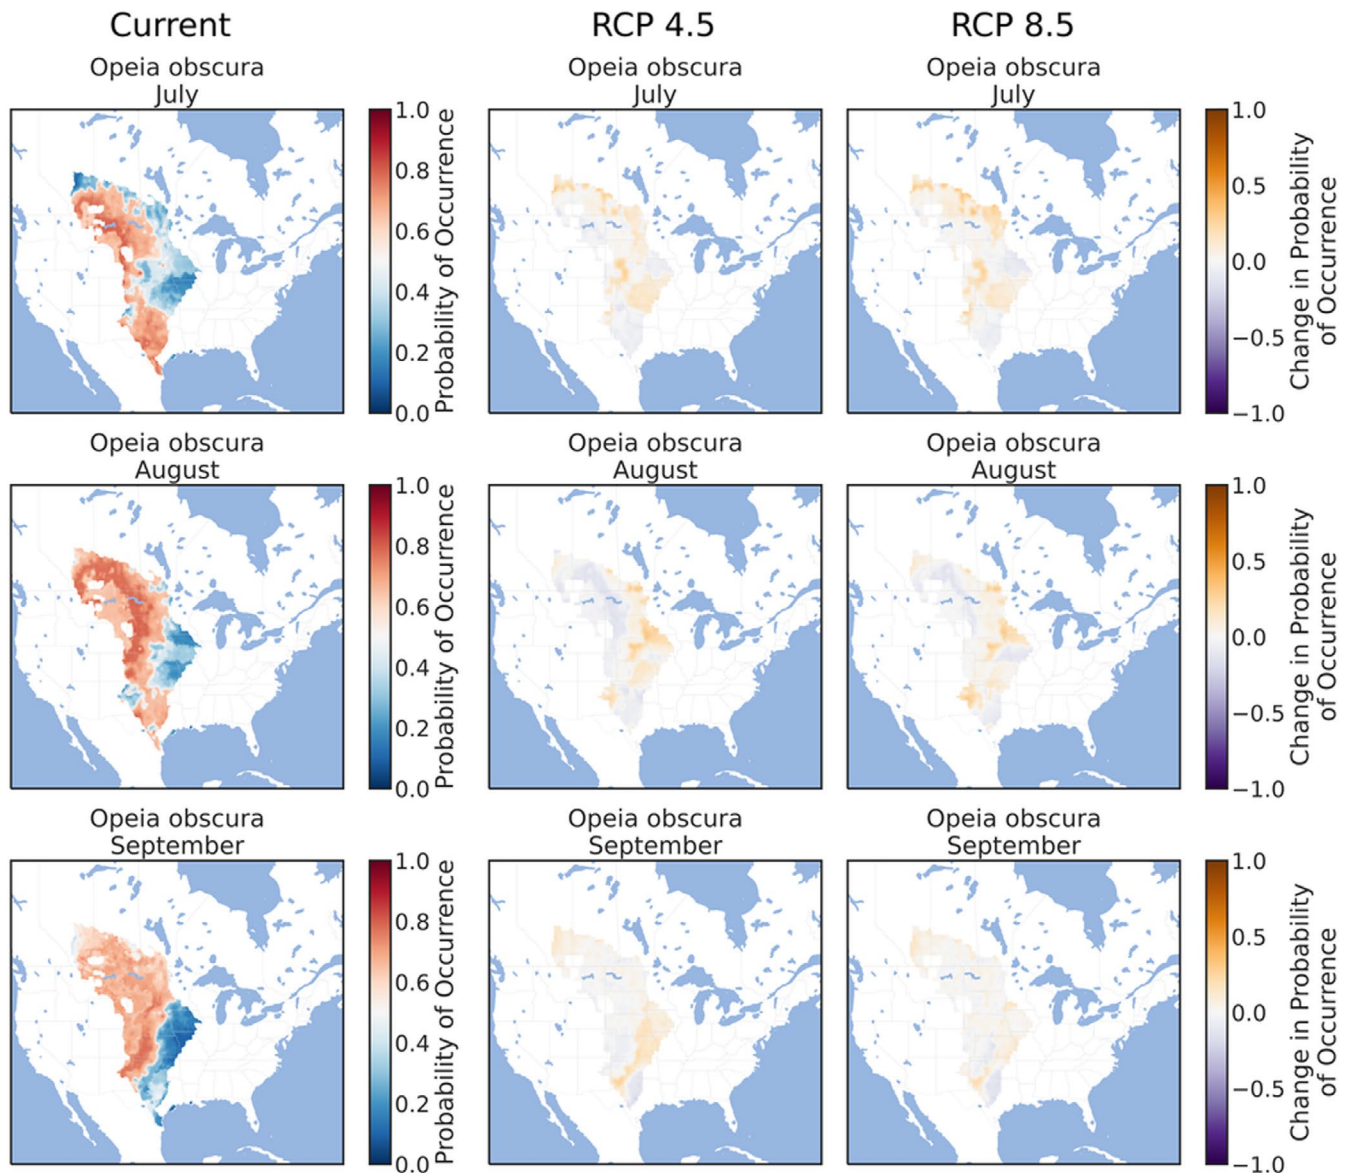 Current
RCP 4.5
RCP 8.5
Opeia obscura
July
1.0
0.8
0.6
0.4
0.2
0.0
Probability of Occurrence
Opeia obscura
July
Opeia obscura
July
1.0
0.5
0.0
−0.5
−1.0
Change in Probability
of Occurrence
Opeia obscura
August
1.0
0.8
0.6
0.4
0.2
0.0
Probability of Occurrence
Opeia obscura
August
Opeia obscura
August
1.0
0.5
0.0
−0.5
−1.0
Change in Probability
of Occurrence
Opeia obscura
September
1.0
0.8
0.6
0.4
0.2
0.0
Probability of Occurrence
Opeia obscura
September
Opeia obscura
September
1.0
0.5
0.0
−0.5
−1.0
Change in Probability
of Occurrence